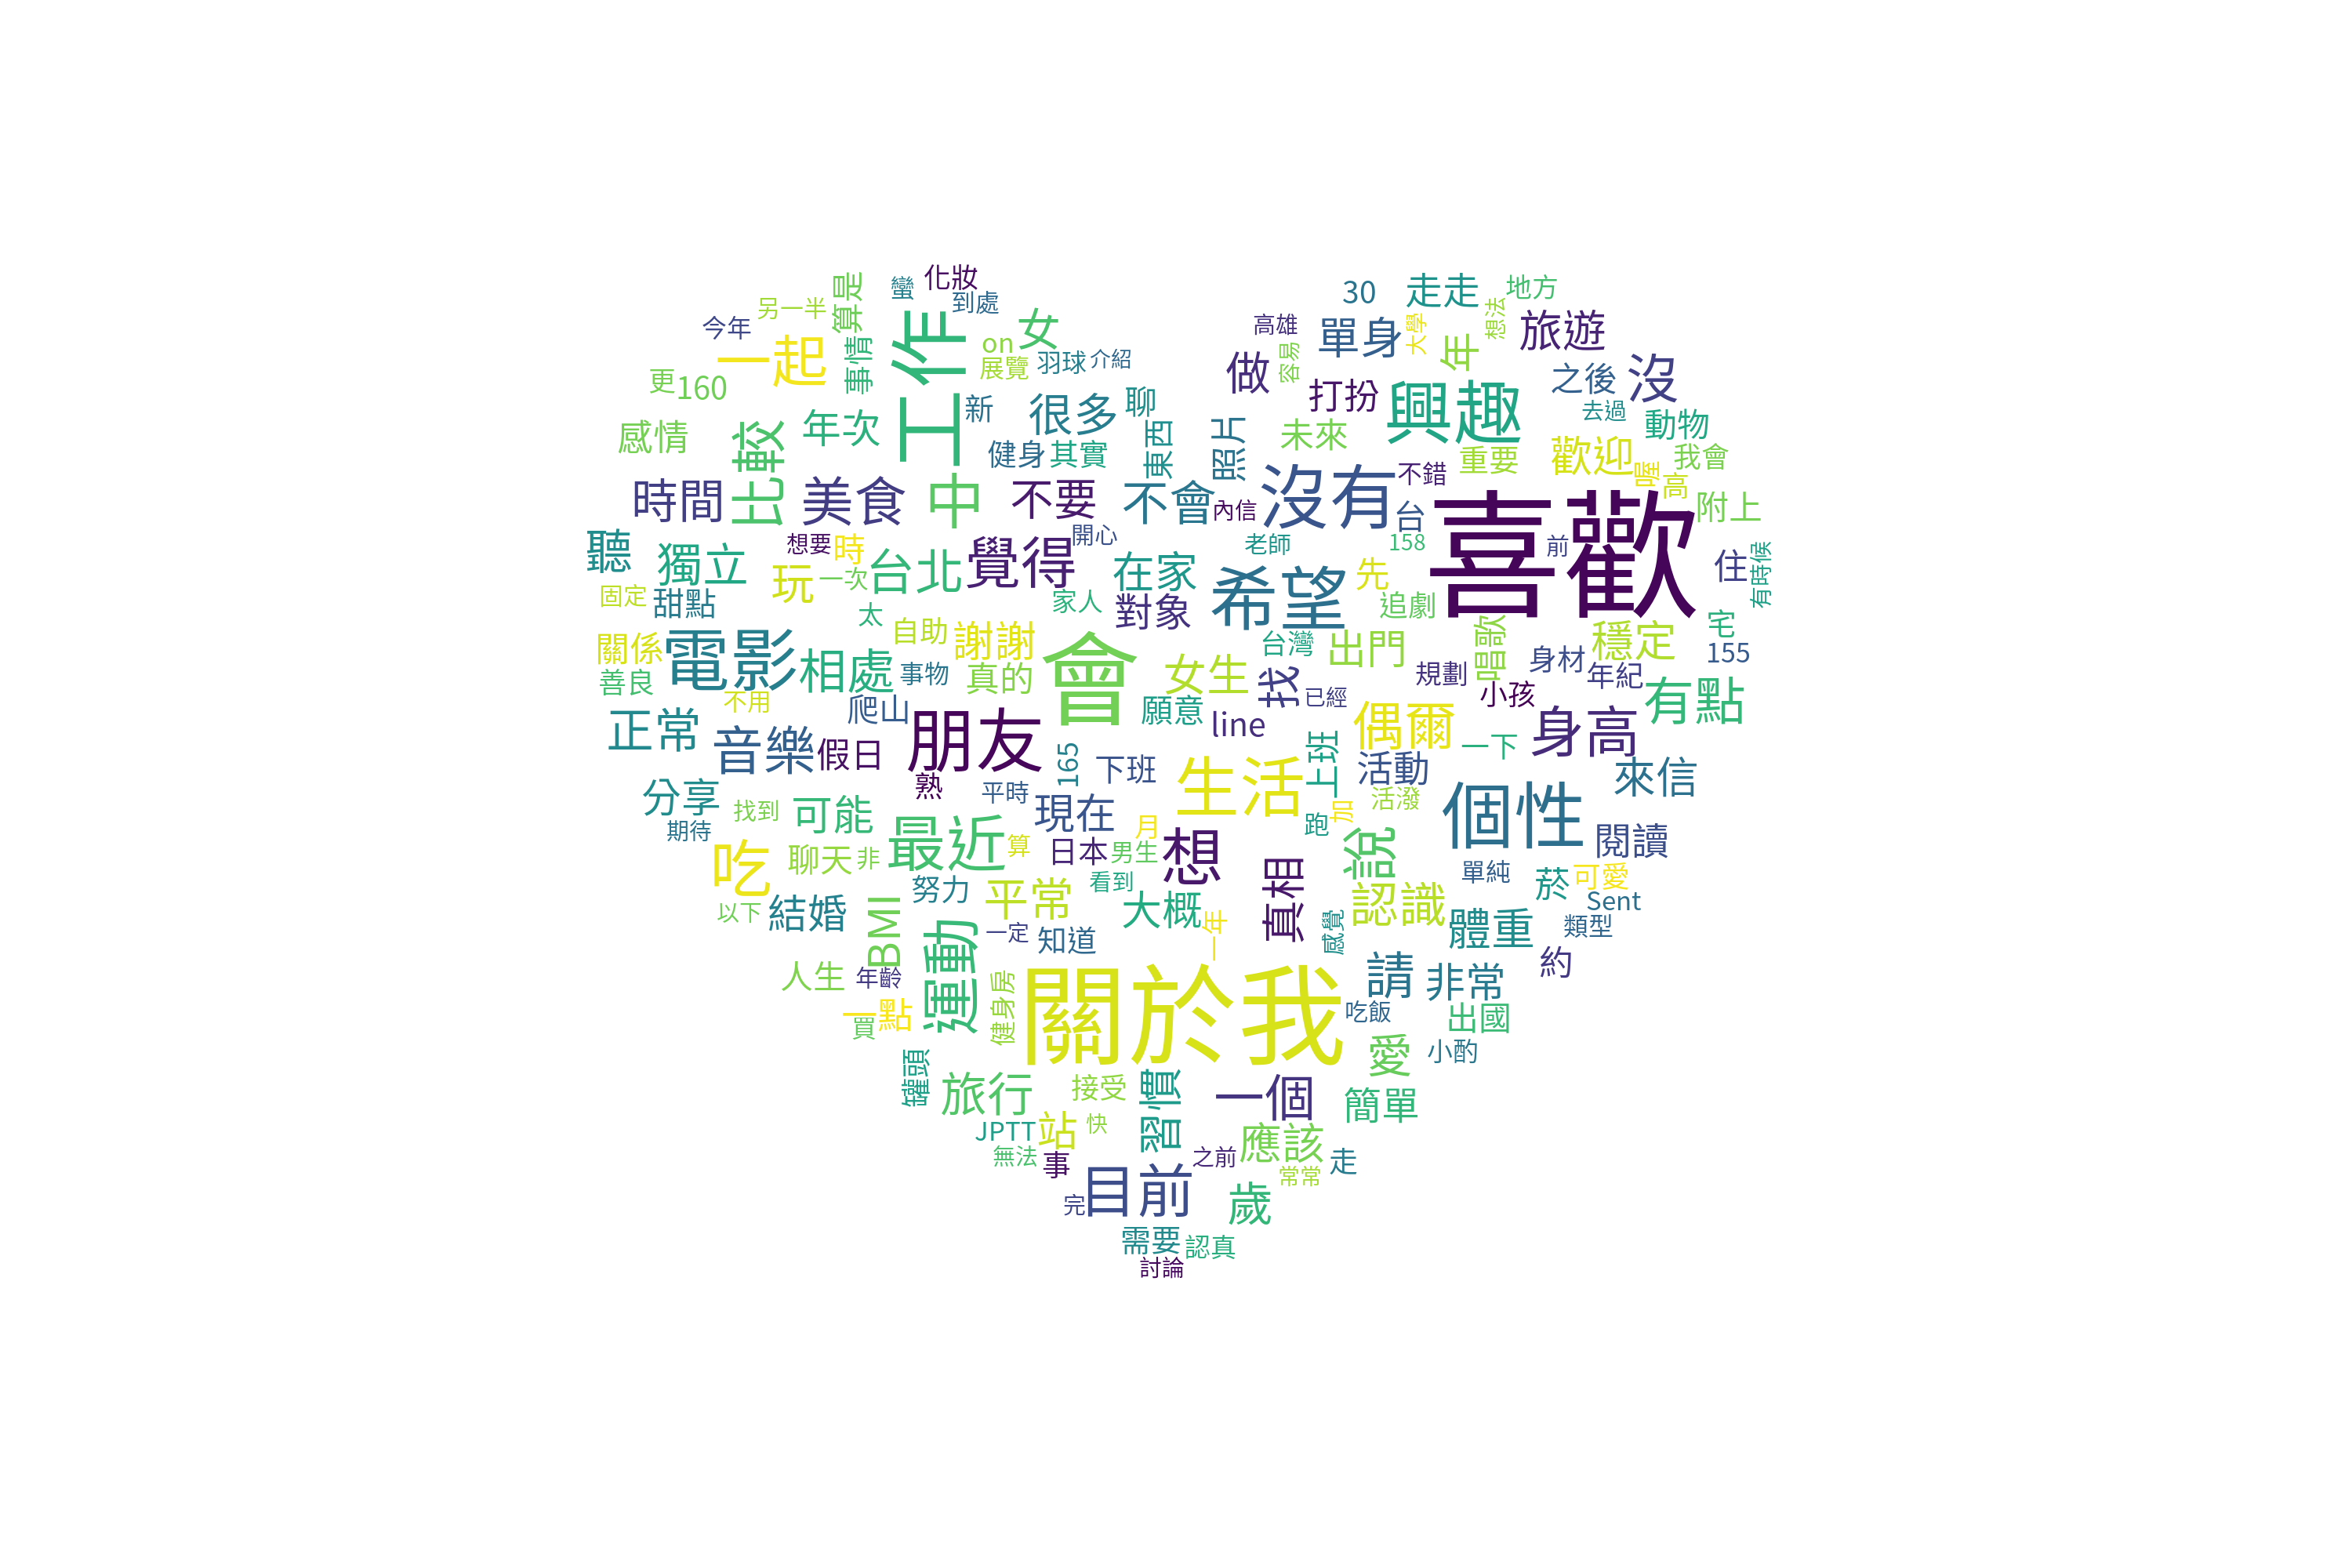 化妝
蠻
到處
算是
另一半
今年
一起
事情
工作
on
女
展覽
羽球
介紹
30
走走
地方
高雄
單身
大學
想法
旅遊
容易
年
更
160
感情
年次
比較
新
很多
聊
健身
其實
東西
照片
做
打扮
未來
興趣
之後
沒
去過
動物
重要
歡迎
喔
我會
高
附上
時間
美食
中
不要
不會
內信
沒有
不錯
台
喜歡
聽
獨立
想要
時
玩
一次
台北
覺得
開心
在家
老師
158
前
住
有時候
固定
甜點
太
家人
對象
希望
先
追劇
宅
155
關係
善良
電影
相處
自助
事物
謝謝
真的
會
女生
台灣
出門
唱歌
規劃
身材
年紀
穩定
不用
爬山
願意
找
line
已經
小孩
有點
正常
音樂
假日
朋友
165
下班
生活
上班
偶爾
活動
一下
身高
來信
分享
期待
找到
可能
熟
平時
現在
月
跑
加
活潑
個性
閱讀
吃
聊天
非
最近
算
日本
男生
想
真相
說
單純
菸
可愛
Sent
以下
結婚
BMI
努力
平常
看到
大概
一年
感覺
認識
體重
類型
人生
年齡
運動
一定
知道
請
非常
約
一點
買
健身房
關於我
吃飯
出國
罐頭
旅行
接受
習慣
一個
愛
小酌
簡單
JPTT
站
快
無法
事
之前
應該
走
常常
完
目前
歲
需要
認真
討論